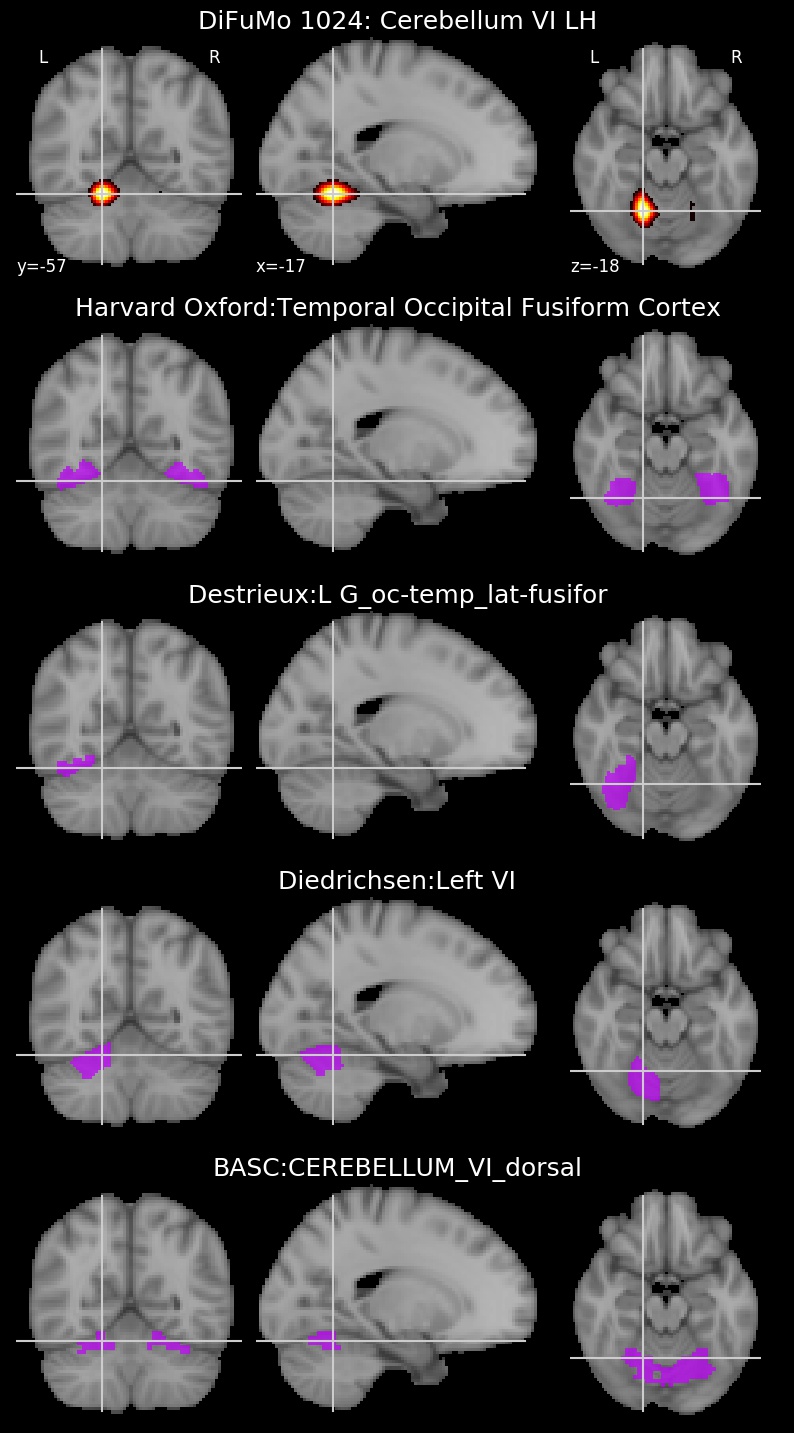 DiFuMo 1024: Cerebellum VI LH
L R L R
y=-57 x=-17 z=-18
Harvard Oxford:Temporal Occipital Fusiform Cortex
Destrieux:L G_oc-temp_lat-fusifor
Diedrichsen:Left VI
BASC:CEREBELLUM_VI_dorsal